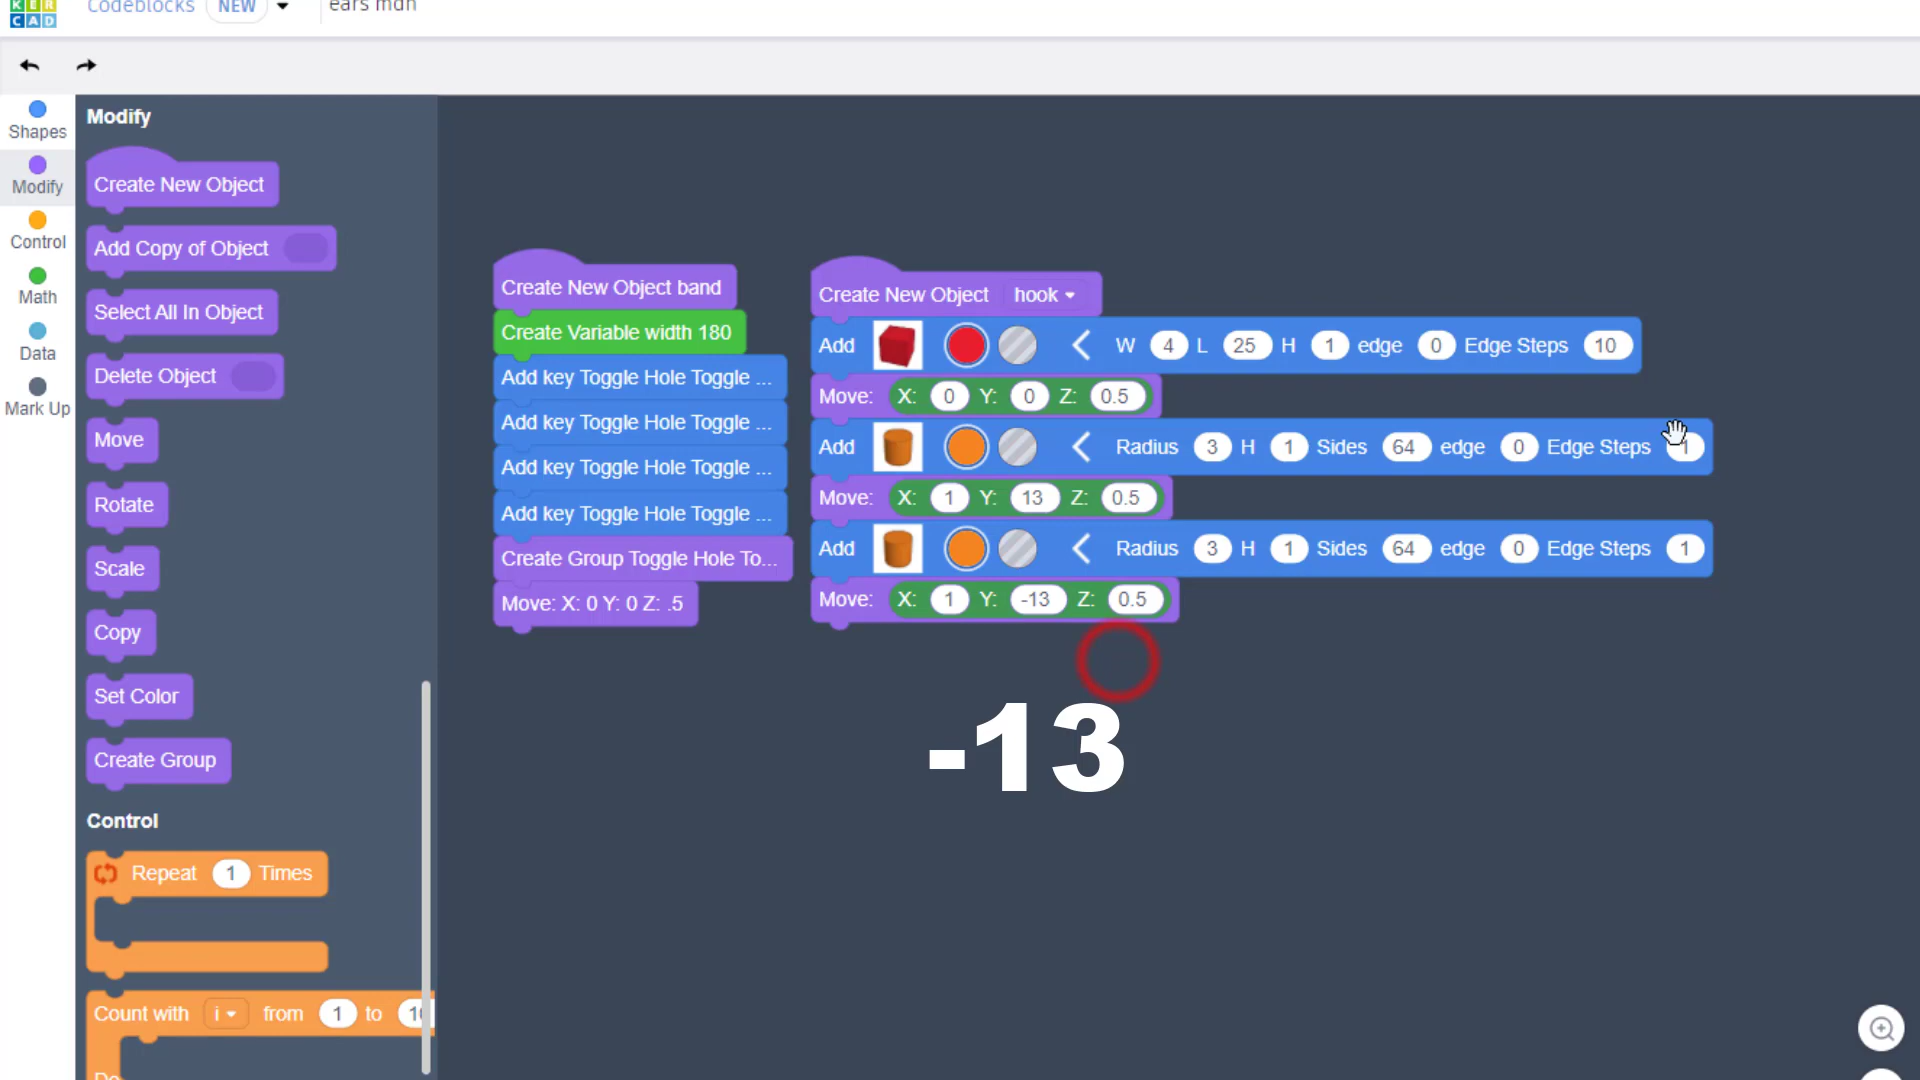 KER
CAD
Codeblocks NEW ears mdn
Shapes
Modify
Control
Math
Data
Mark Up
Modify
Create New Object
Add Copy of Object
Select All In Object
Delete Object
Move
Rotate
Scale
Copy
Set Color
Create Group
Control
Repeat 1 Times
Count with i from 1 to
Create New Object band
Create Variable width 180
Add key Toggle Hole Toggle ...
Add key Toggle Hole Toggle ...
Add key Toggle Hole Toggle ...
Add key Toggle Hole Toggle ...
Create Group Toggle Hole To...
Move: X: 0 Y: 0 Z: .5
Create New Object hook
Add W 4 L 25 H 1 edge 0 Edge Steps 10
Move: X: 0 Y: 0 Z: 0.5
Add Radius 3 H 1 Sides 64 edge 0 Edge Steps 1
Move: X: 1 Y: 13 Z: 0.5
Add Radius 3 H 1 Sides 64 edge 0 Edge Steps 1
Move: X: 1 Y: -13 Z: 0.5
-13